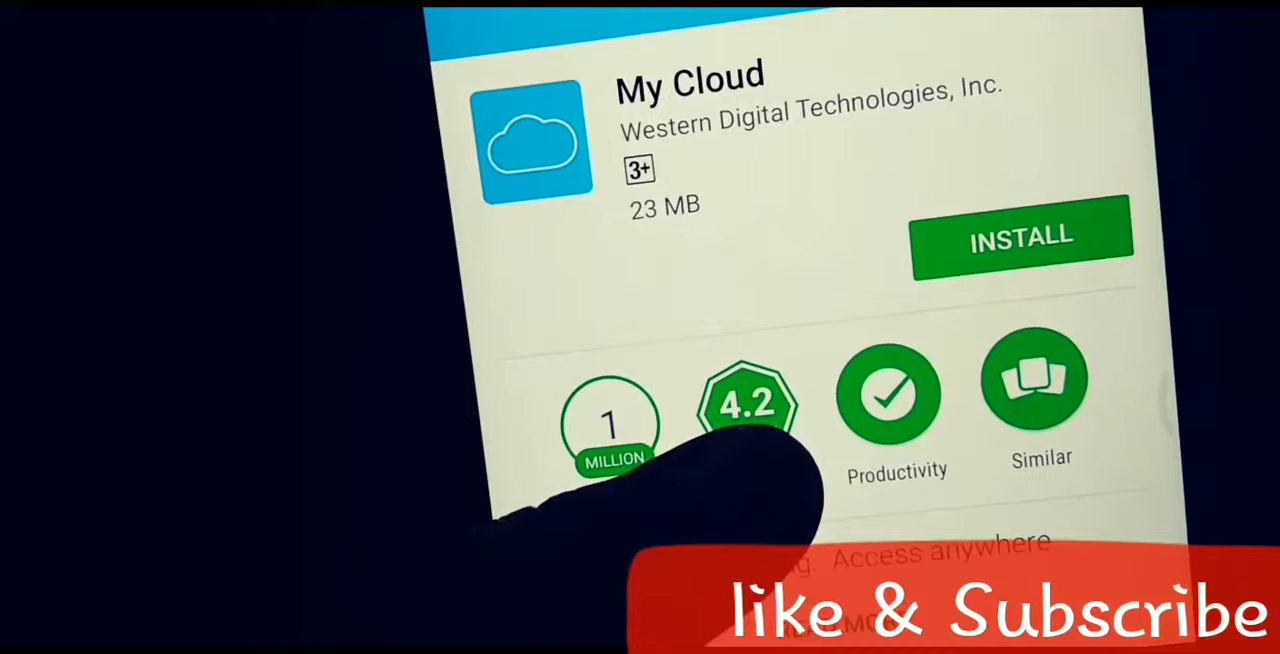 My Cloud
Western Digital Technologies, Inc.
3+
23 MB
INSTALL
1
MILLION
4.2
Productivity
Similar
Access anywhere
like & Subscribe